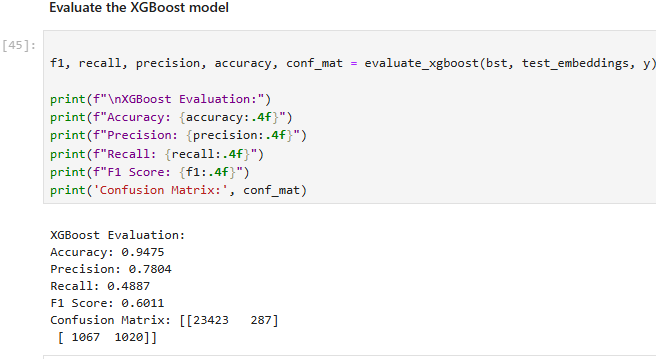 Evaluate the XGBoost model
[45]:
f1, recall, precision, accuracy, conf_mat = evaluate_xgboost(bst, test_embeddings, y)
print(f"\nXGBoost Evaluation:")
print(f"Accuracy: {accuracy:.4f}")
print(f"Precision: {precision:.4f}")
print(f"Recall: {recall:.4f}")
print(f"F1 Score: {f1:.4f}")
print('Confusion Matrix:', conf_mat)
XGBoost Evaluation:
Accuracy: 0.9475
Precision: 0.7804
Recall: 0.4887
F1 Score: 0.6011
Confusion Matrix: [[23423   287]
 [ 1067  1020]]